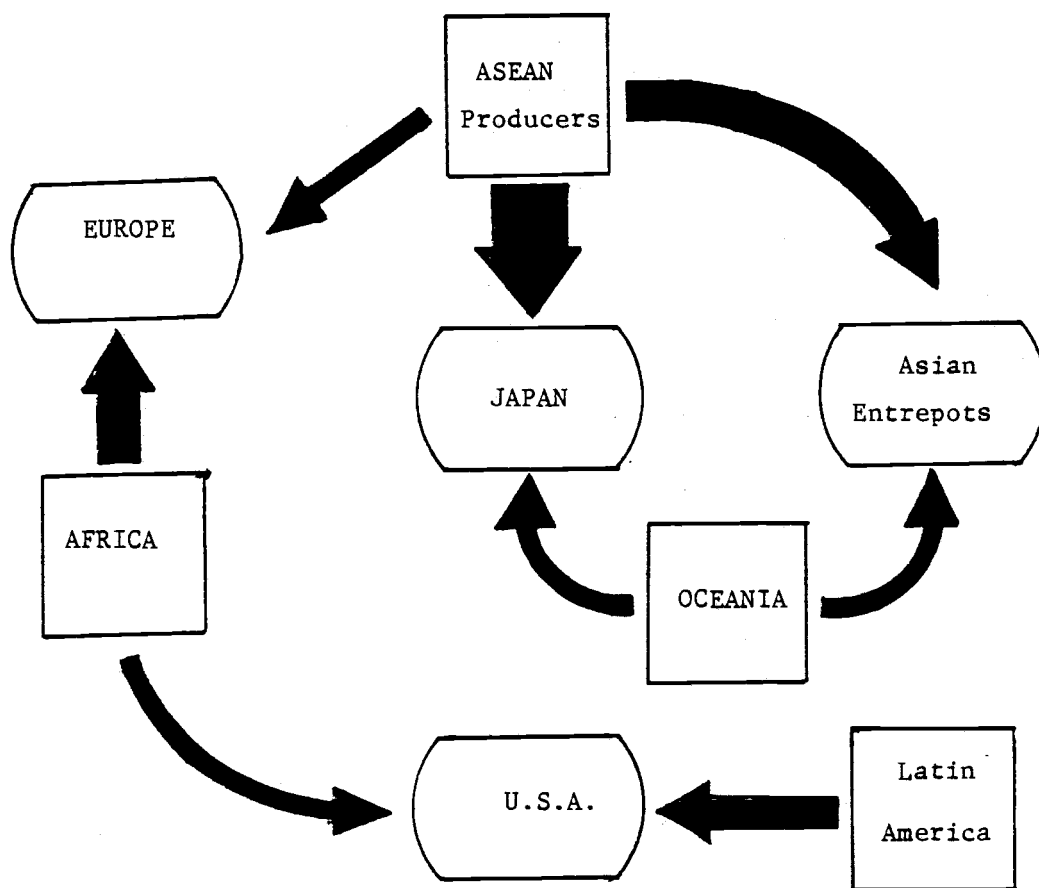 ASEAN
Producers
EUROPE
JAPAN
Asian
Entrepots
AFRICA
OCEANIA
U.S.A.
Latin
America